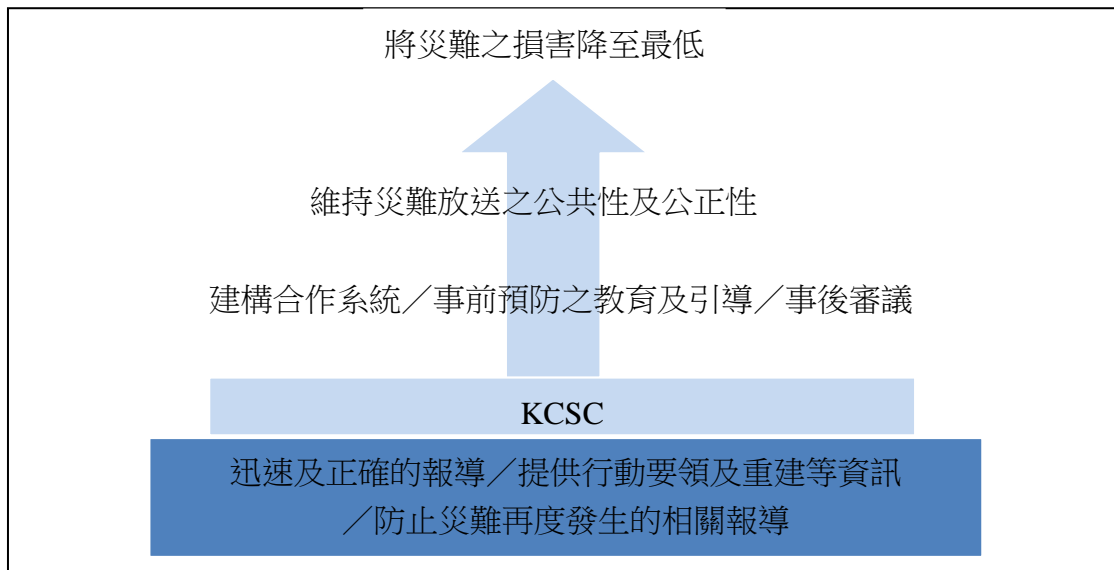 將災難之損害降至最低
維持災難放送之公共性及公正性
建構合作系統／事前預防之教育及引導／事後審議
KCSC
迅速及正確的報導／提供行動要領及重建等資訊
／防止災難再度發生的相關報導